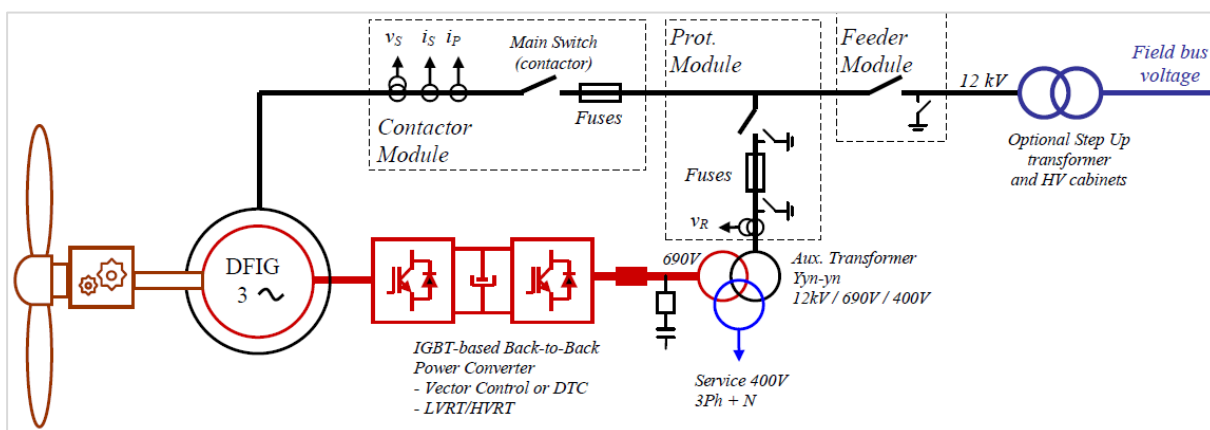 vS
iS
iP
Main Switch
(contactor)
Fuses
Contactor
Module
Prot.
Module
Fuses
vR
Feeder
Module
12 kV
Field bus
voltage
Optional Step Up
transformer
and HV cabinets
DFIG
3 ~
690V
Aux. Transformer
Yyn-yn
12kV / 690V / 400V
IGBT-based Back-to-Back
Power Converter
- Vector Control or DTC
- LVRT/HVRT
Service 400V
3Ph + N